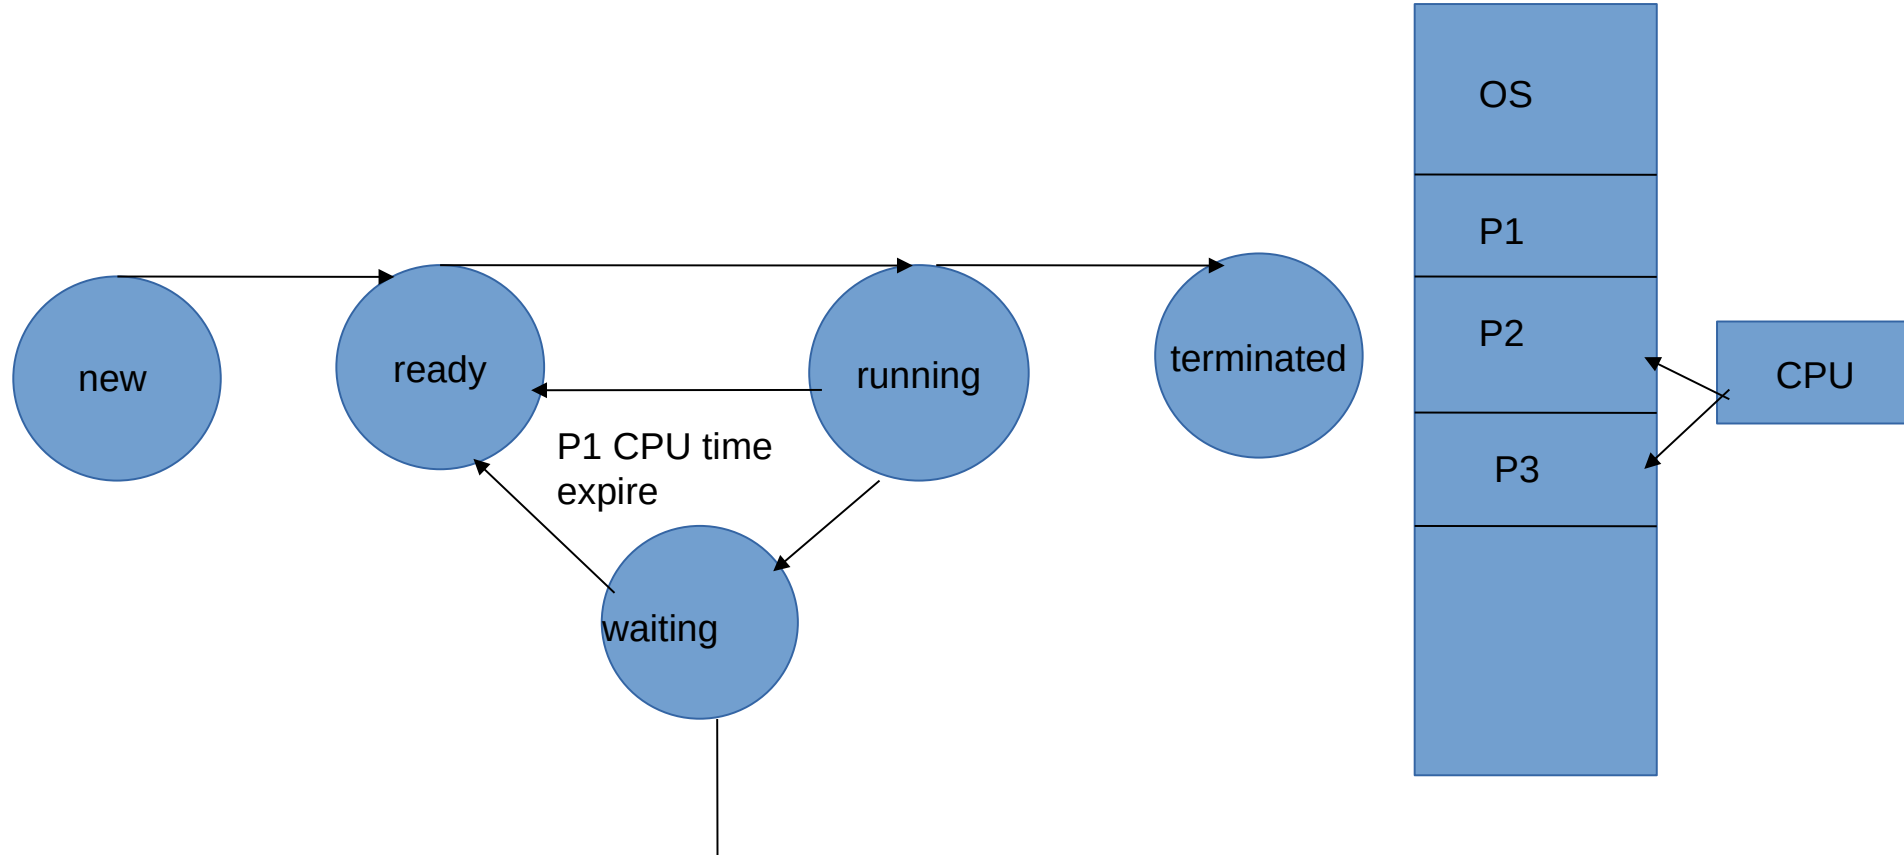 new
ready
running
terminated
P1 CPU time
expire
waiting
OS
P1
P2
P3
CPU